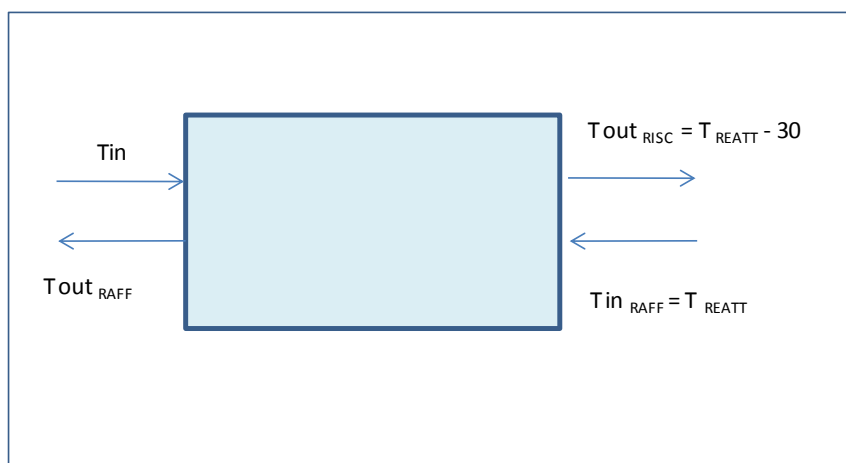 Tout RISC = T REATT - 30
Tin
Tout RAFF
Tin RAFF = T REATT